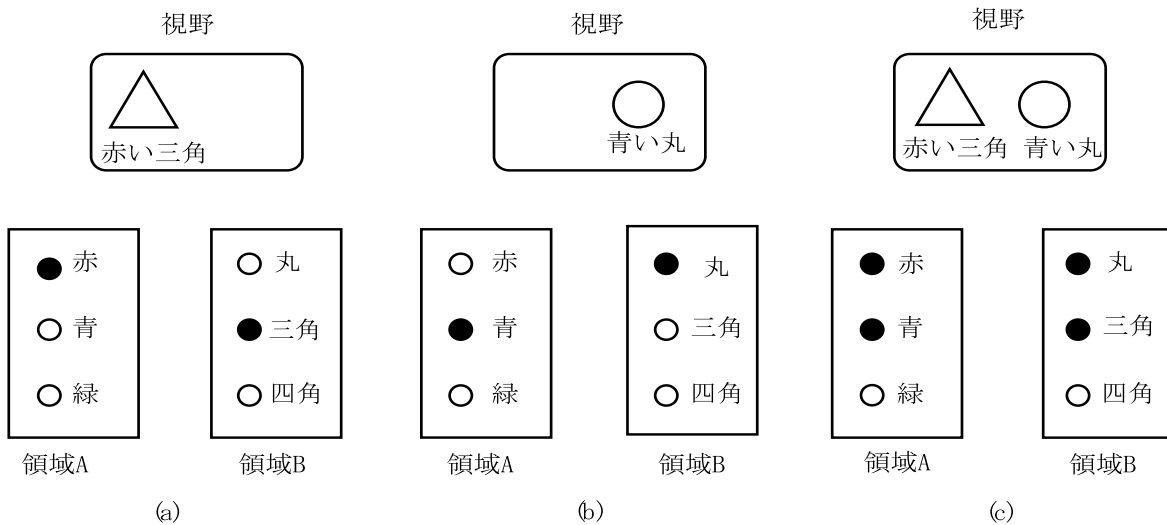 視野
赤い三角
赤
青
緑
領域A
丸
三角
四角
領域B
(a)
視野
青い丸
赤
青
緑
領域A
丸
三角
四角
領域B
(b)
視野
赤い三角 青い丸
赤
青
緑
領域A
丸
三角
四角
領域B
(c)